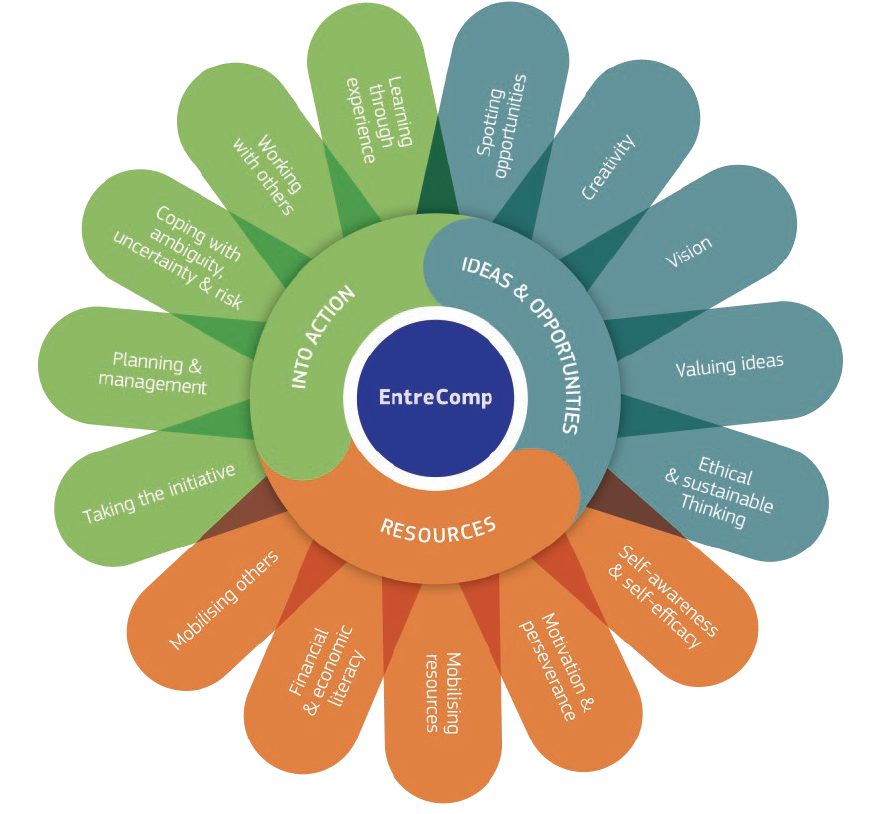 EntreComp
IDEAS & OPPORTUNITIES
Spotting
opportunities
Creativity
Vision
Valuing ideas
Ethical
& sustainable
Thinking
RESOURCES
Self-awareness
& self-efficacy
Motivation &
perseverance
Mobilising
resources
Financial
& economic
literacy
Mobilising others
INTO ACTION
Taking the initiative
Planning &
management
Coping with
ambiguity,
uncertainty & risk
Working
with others
Learning
through
experience